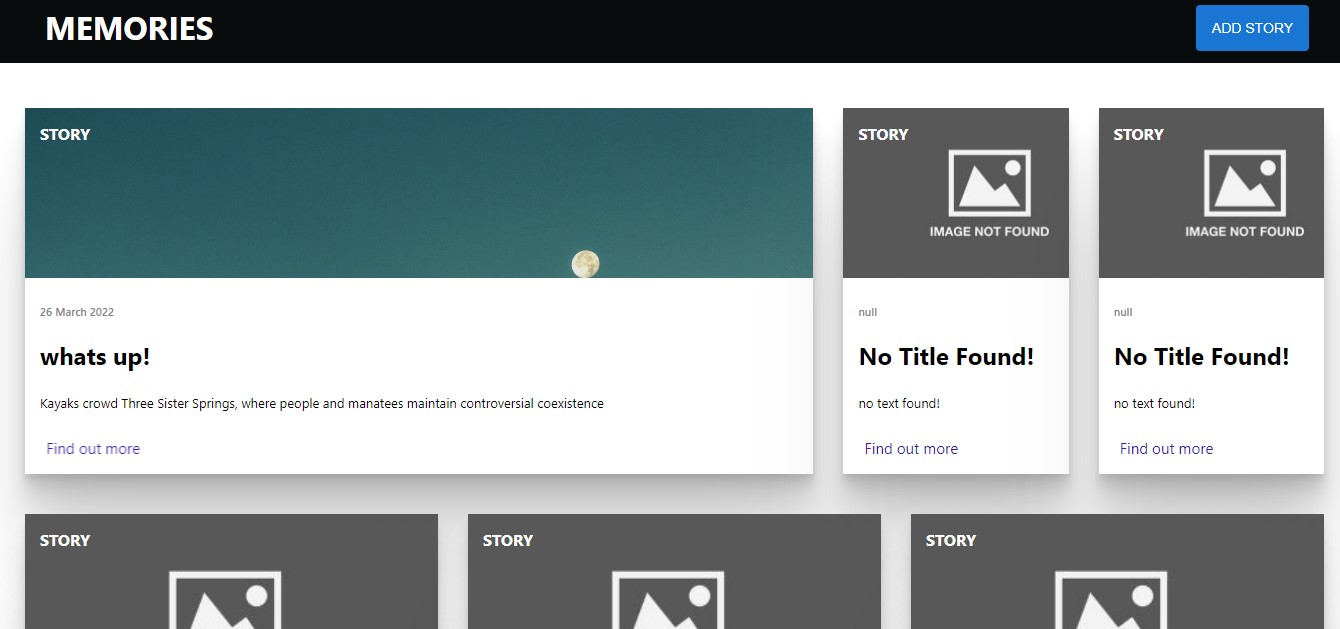 MEMORIES
ADD STORY
STORY
26 March 2022
whats up!
Kayaks crowd Three Sister Springs, where people and manatees maintain controversial coexistence
Find out more
STORY
IMAGE NOT FOUND
null
No Title Found!
no text found!
Find out more
STORY
IMAGE NOT FOUND
null
No Title Found!
no text found!
Find out more
STORY
STORY
STORY